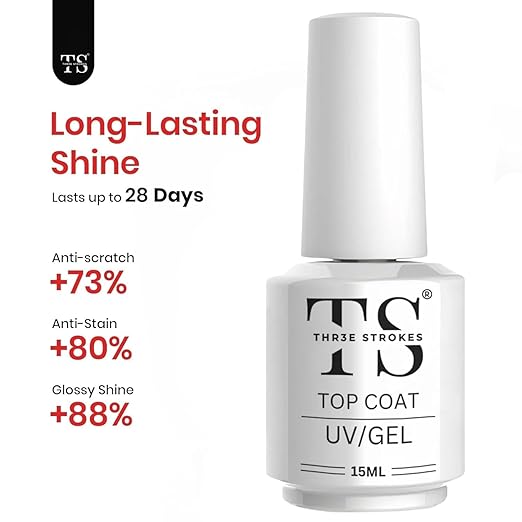 TS
THR3E STROKES
Long-Lasting
Shine
Lasts up to 28 Days
Anti-scratch
+73%
Anti-Stain
+80%
Glossy Shine
+88%
TS®
THR3E STROKES
TOP COAT
UV/GEL
15ML